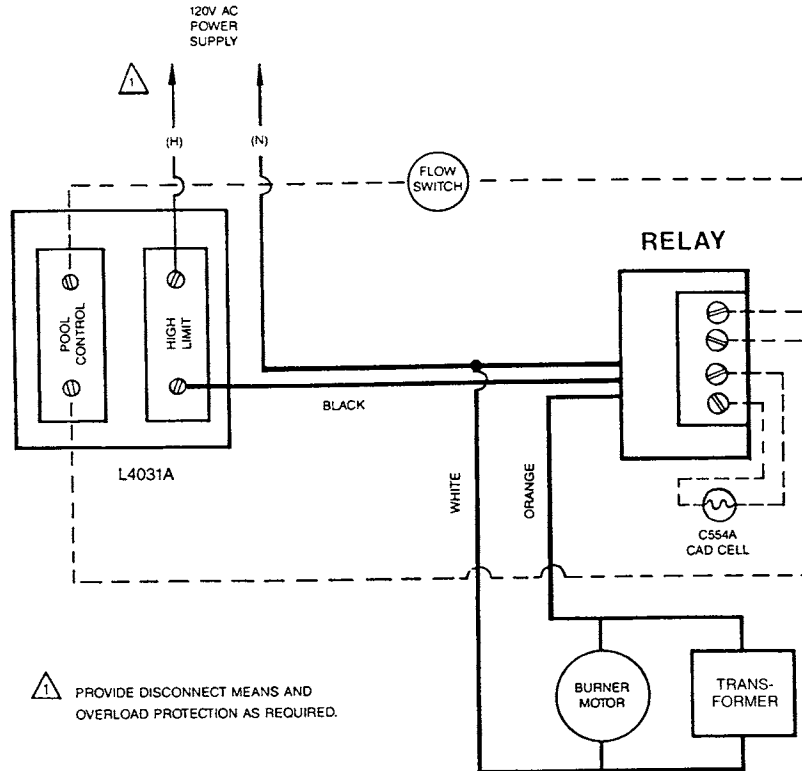 120V AC
POWER
SUPPLY
1
(H)
(N)
FLOW
SWITCH
RELAY
POOL
CONTROL
HIGH
LIMIT
BLACK
L4031A
WHITE
ORANGE
C554A
CAD CELL
BURNER
MOTOR
TRANS-
FORMER
1 PROVIDE DISCONNECT MEANS AND
OVERLOAD PROTECTION AS REQUIRED.